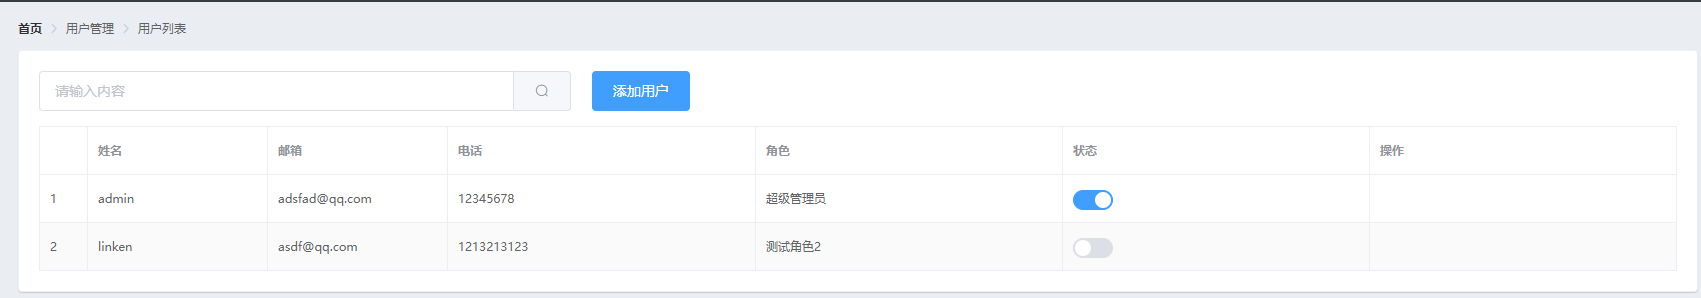 首页 > 用户管理 > 用户列表
请输入内容 添加用户
姓名 邮箱 电话 角色 状态 操作
1 admin adsfad@qq.com 12345678 超级管理员
2 linken asdf@qq.com 1213213123 测试角色2